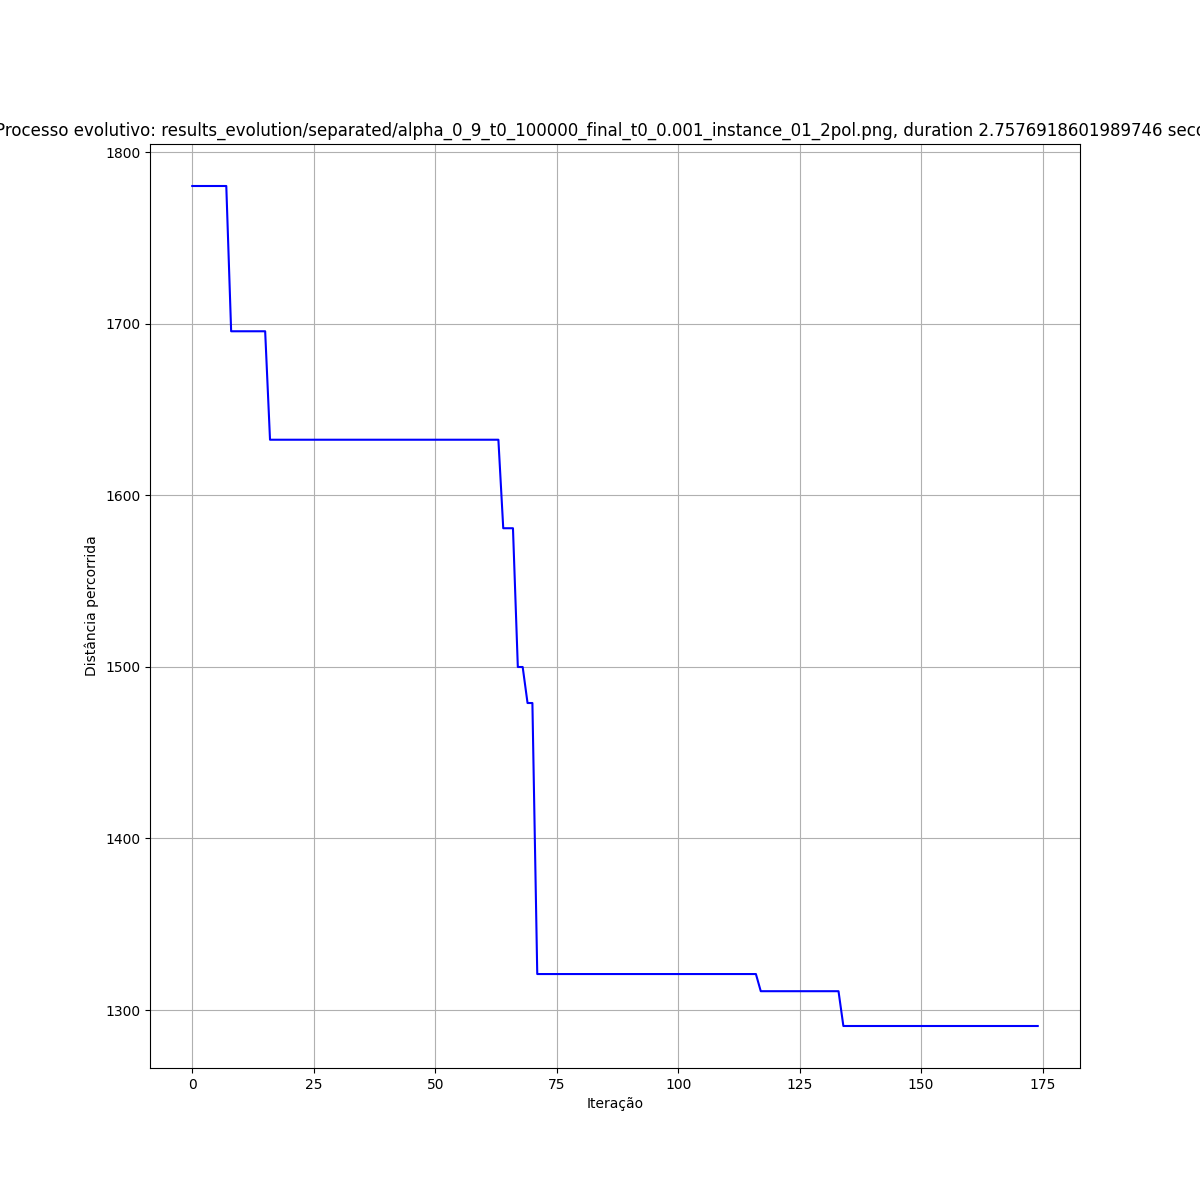 Processo evolutivo: results_evolution/separated/alpha_0_9_t0_100000_final_t0_0.001_instance_01_2pol.png, duration 2.7576918601989746
1800
1700
1600
1500
1400
1300
Distância percorrida
0 25 50 75 100 125 150 175
Iteração